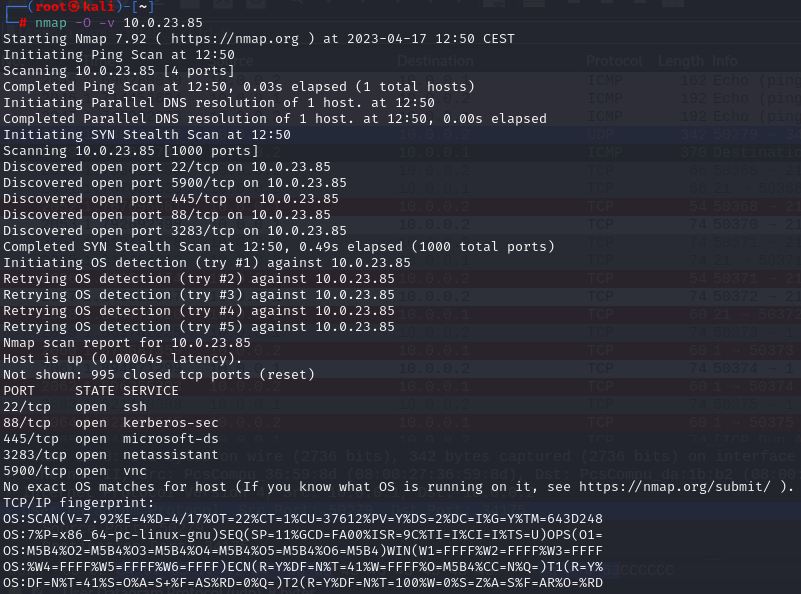 ┌──(root㉿kali)-[~]
└─# nmap -O -v 10.0.23.85
Starting Nmap 7.92 ( https://nmap.org ) at 2023-04-17 12:50 CEST
Initiating Ping Scan at 12:50
Scanning 10.0.23.85 [4 ports]
Completed Ping Scan at 12:50, 0.03s elapsed (1 total hosts)
Initiating Parallel DNS resolution of 1 host. at 12:50
Completed Parallel DNS resolution of 1 host. at 12:50, 0.00s elapsed
Initiating SYN Stealth Scan at 12:50
Scanning 10.0.23.85 [1000 ports]
Discovered open port 22/tcp on 10.0.23.85
Discovered open port 5900/tcp on 10.0.23.85
Discovered open port 445/tcp on 10.0.23.85
Discovered open port 88/tcp on 10.0.23.85
Discovered open port 3283/tcp on 10.0.23.85
Completed SYN Stealth Scan at 12:50, 0.49s elapsed (1000 total ports)
Initiating OS detection (try #1) against 10.0.23.85
Retrying OS detection (try #2) against 10.0.23.85
Retrying OS detection (try #3) against 10.0.23.85
Retrying OS detection (try #4) against 10.0.23.85
Retrying OS detection (try #5) against 10.0.23.85
Nmap scan report for 10.0.23.85
Host is up (0.00064s latency).
Not shown: 995 closed tcp ports (reset)
PORT     STATE SERVICE
22/tcp   open  ssh
88/tcp   open  kerberos-sec
445/tcp  open  microsoft-ds
3283/tcp open  netassistant
5900/tcp open  vnc
No exact OS matches for host (If you know what OS is running on it, see https://nmap.org/submit/ ).
TCP/IP fingerprint:
OS:SCAN(V=7.92%E=4%D=4/17%OT=22%CT=1%CU=37612%PV=Y%DS=2%DC=I%G=Y%TM=643D248
OS:7%P=x86_64-pc-linux-gnu)SEQ(SP=11%GCD=FA00%ISR=9C%TI=I%CI=I%TS=U)OPS(O1=
OS:M5B4%O2=M5B4%O3=M5B4%O4=M5B4%O5=M5B4%O6=M5B4)WIN(W1=FFFF%W2=FFFF%W3=FFFF
OS:%W4=FFFF%W5=FFFF%W6=FFFF)ECN(R=Y%DF=N%T=41%W=FFFF%O=M5B4%CC=N%Q=)T1(R=Y%
OS:DF=N%T=41%S=O%A=S+%F=AS%RD=0%Q=)T2(R=Y%DF=N%T=100%W=0%S=Z%A=S%F=AR%O=%RD